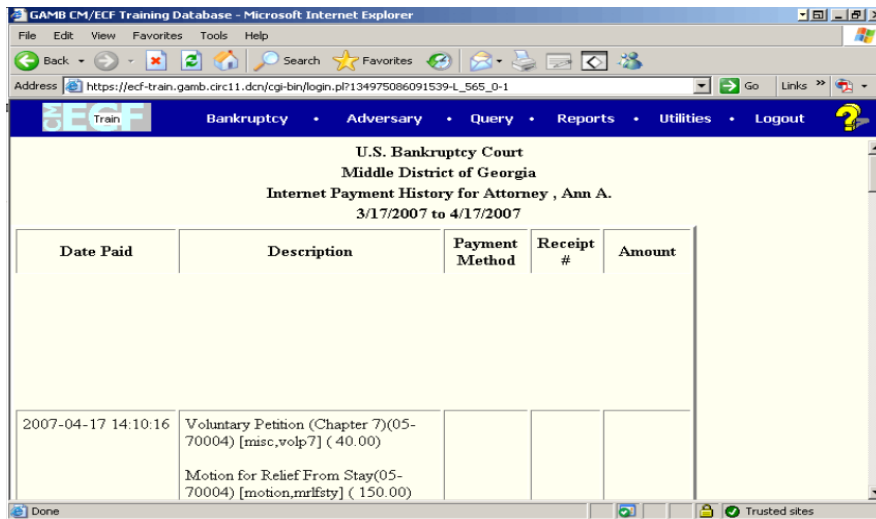 GAMB CM/ECF Training Database - Microsoft Internet Explorer
File Edit View Favorites Tools Help
Back Search Favorites
Address https://ecf-train.gamb.circ11.dcn/cgi-bin/login.pl?134975086091539-L_565_0-1 Go Links »
CM ECF Train Bankruptcy • Adversary • Query • Reports • Utilities • Logout ?
U.S. Bankruptcy Court
Middle District of Georgia
Internet Payment History for Attorney , Ann A.
3/17/2007 to 4/17/2007
Date Paid Description Payment Method Receipt # Amount
2007-04-17 14:10:16 Voluntary Petition (Chapter 7)(05-
70004) [misc,volp7] ( 40.00)
Motion for Relief From Stay(05-
70004) [motion,mrlfsty] ( 150.00)
Done Trusted sites